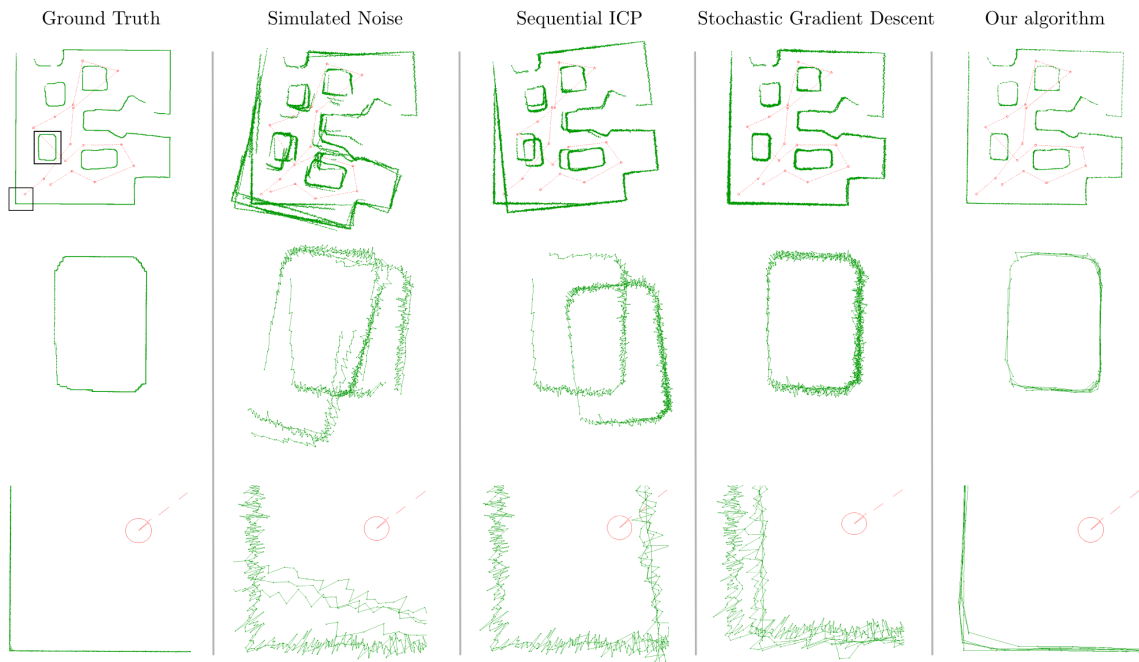 Ground Truth
Simulated Noise
Sequential ICP
Stochastic Gradient Descent
Our algorithm